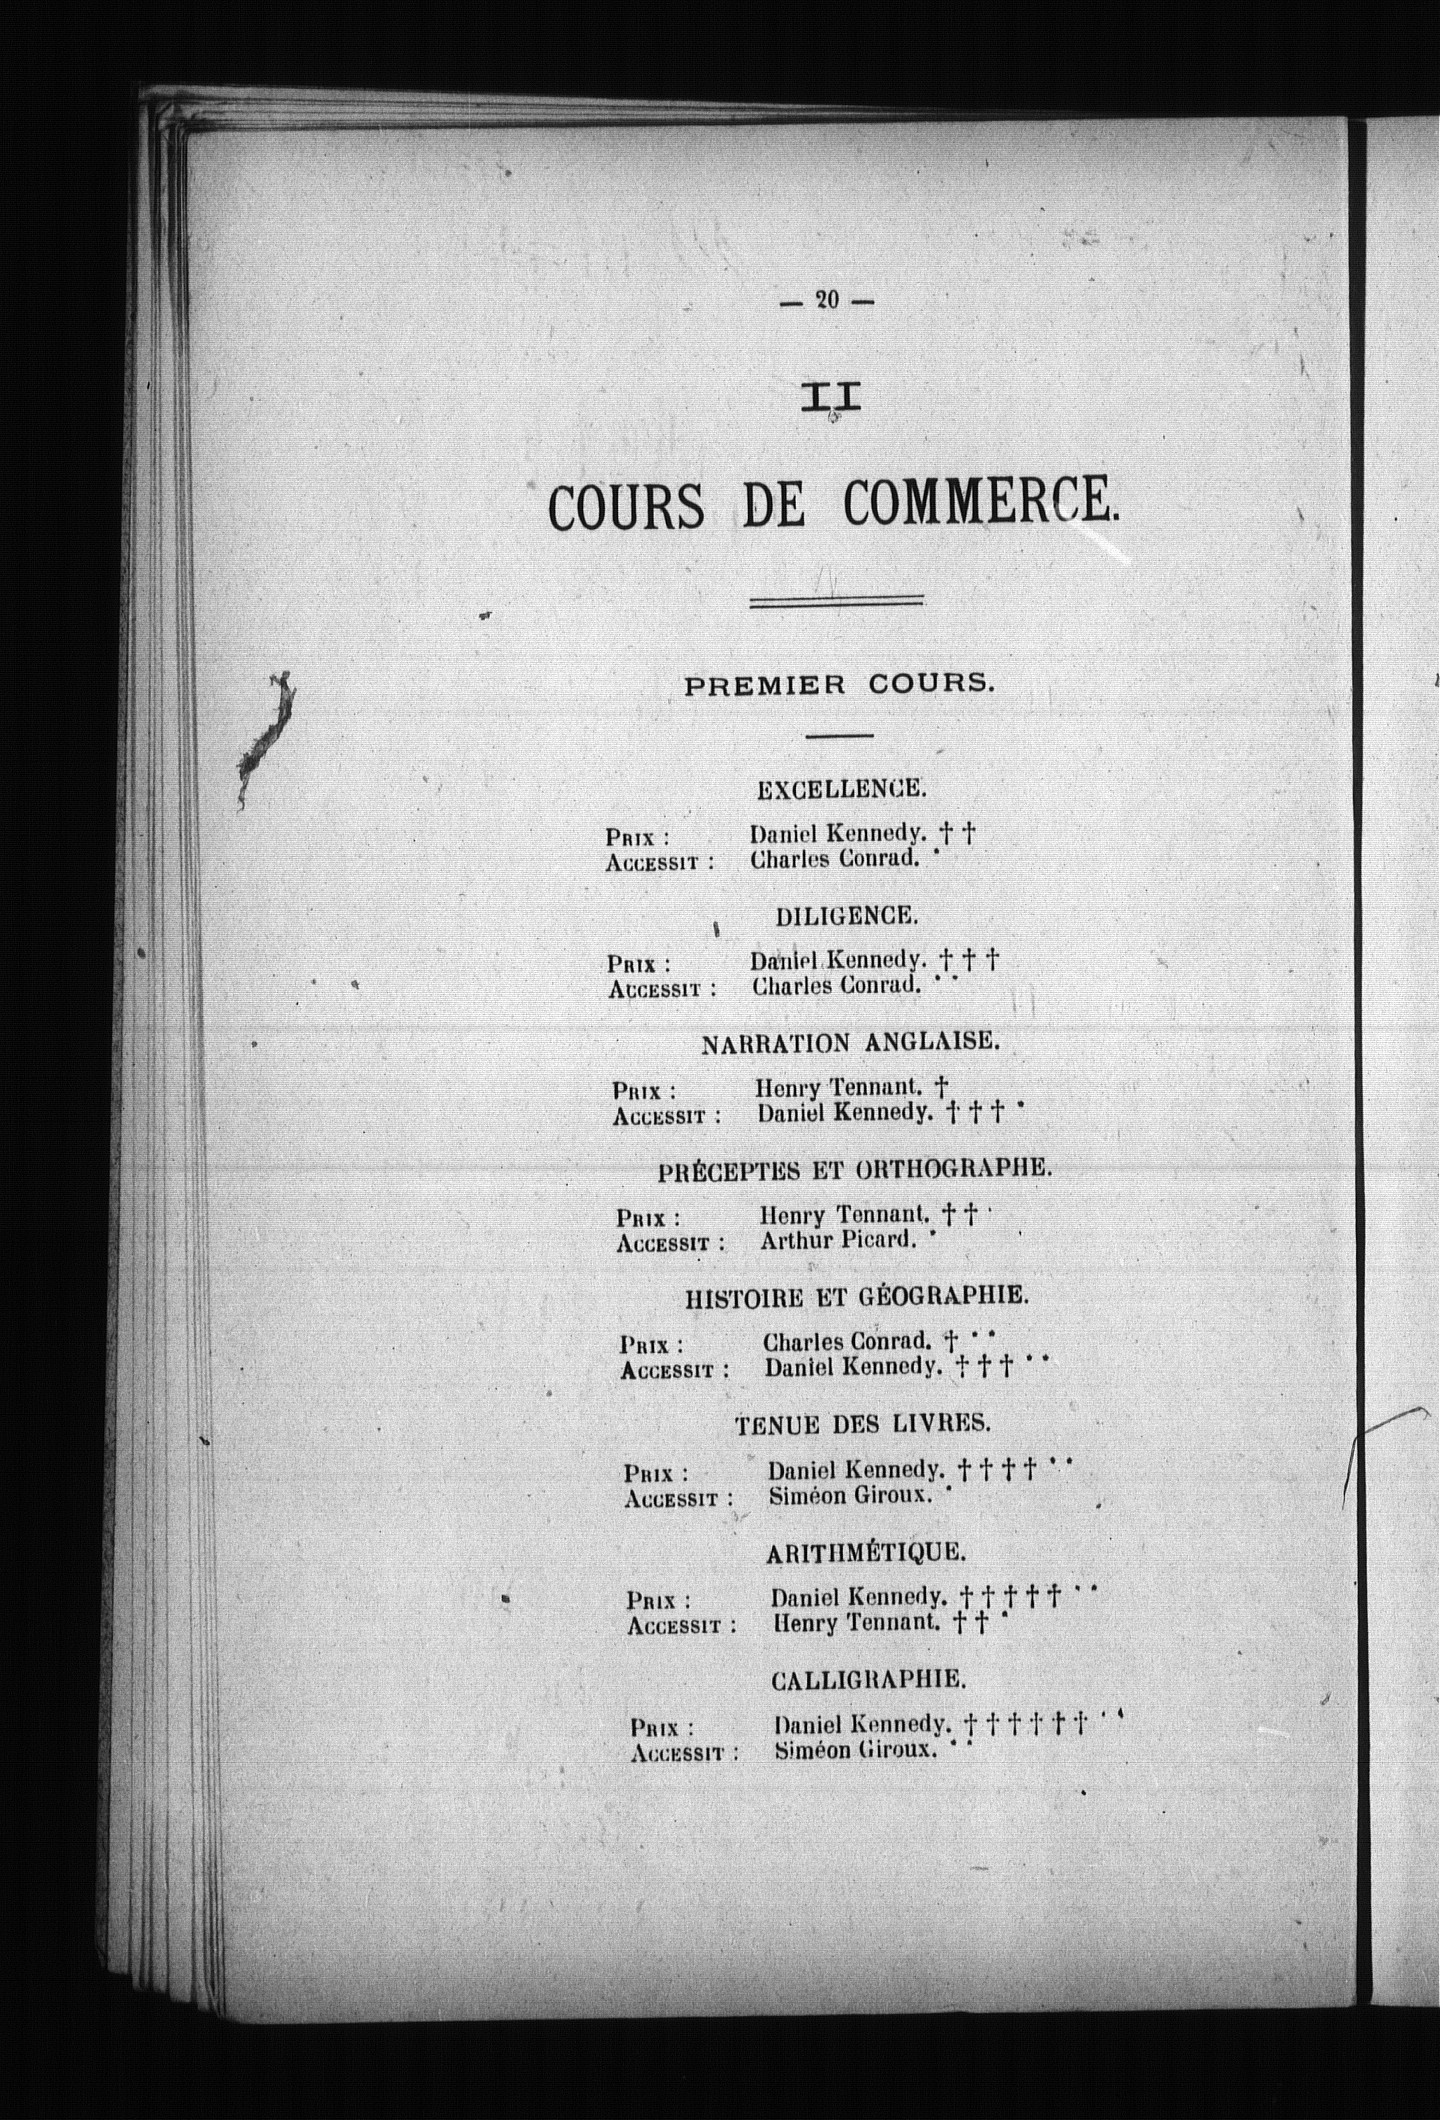 — 20 —
II
COURS DE COMMERCE.
PREMIER COURS.
EXCELLENCE.
PRIX : Daniel Kennedy. † †
ACCESSIT : Charles Conrad. *
DILIGENCE.
PRIX : Daniel Kennedy. † † †
ACCESSIT : Charles Conrad. * *
NARRATION ANGLAISE.
PRIX : Henry Tennant. †
ACCESSIT : Daniel Kennedy. † † † *
PRÉCEPTES ET ORTHOGRAPHE.
PRIX : Henry Tennant. † †
ACCESSIT : Arthur Picard. *
HISTOIRE ET GÉOGRAPHIE.
PRIX : Charles Conrad. † * *
ACCESSIT : Daniel Kennedy. † † † * *
TENUE DES LIVRES.
PRIX : Daniel Kennedy. † † † † * *
ACCESSIT : Siméon Giroux. *
ARITHMÉTIQUE.
PRIX : Daniel Kennedy. † † † † † * *
ACCESSIT : Henry Tennant. † † *
CALLIGRAPHIE.
PRIX : Daniel Kennedy. † † † † † † * *
ACCESSIT : Siméon Giroux. * *